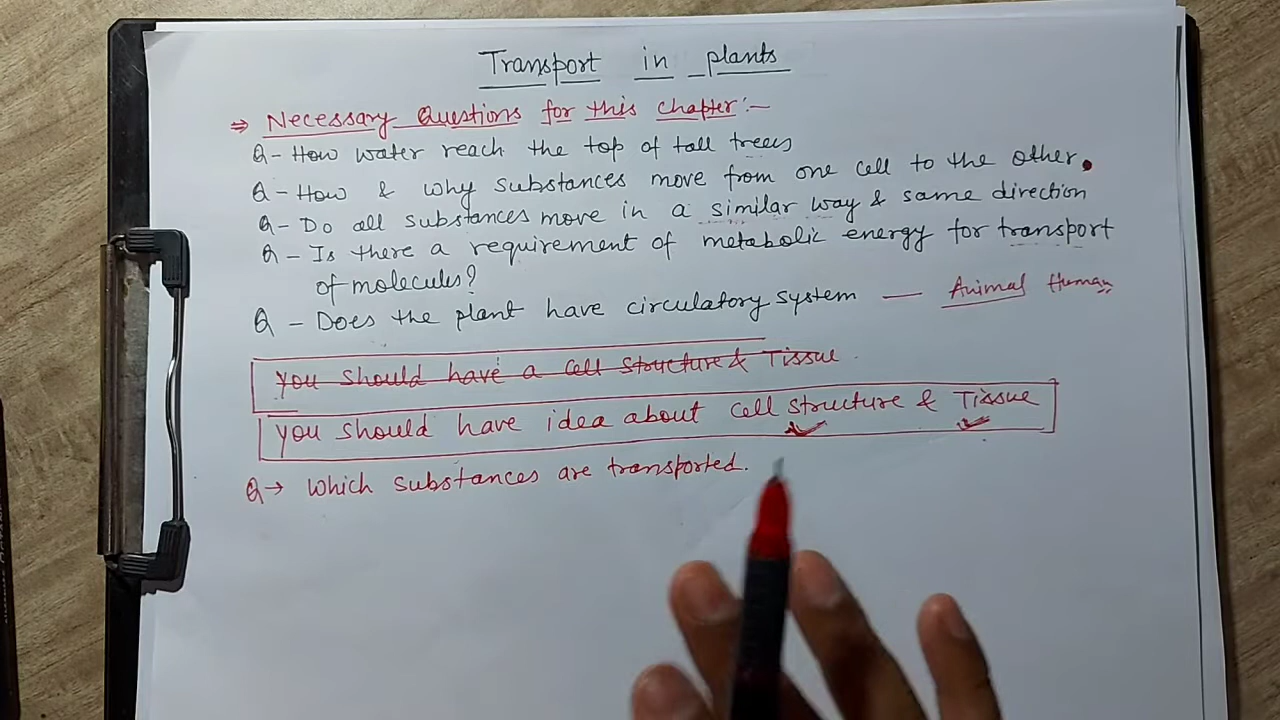 Transport in plants
⇒ Necessary Questions for this chapter:-
Q - How water reach the top of tall trees
Q - How & why substances move from one cell to the other.
Q - Do all substances move in a similar way & same direction
Q - Is there a requirement of metabolic energy for transport
of molecules?
Q - Does the plant have circulatory system — Animal Human
You should have a cell structure & Tissue
You should have idea about cell structure & Tissue
Q → Which substances are transported.